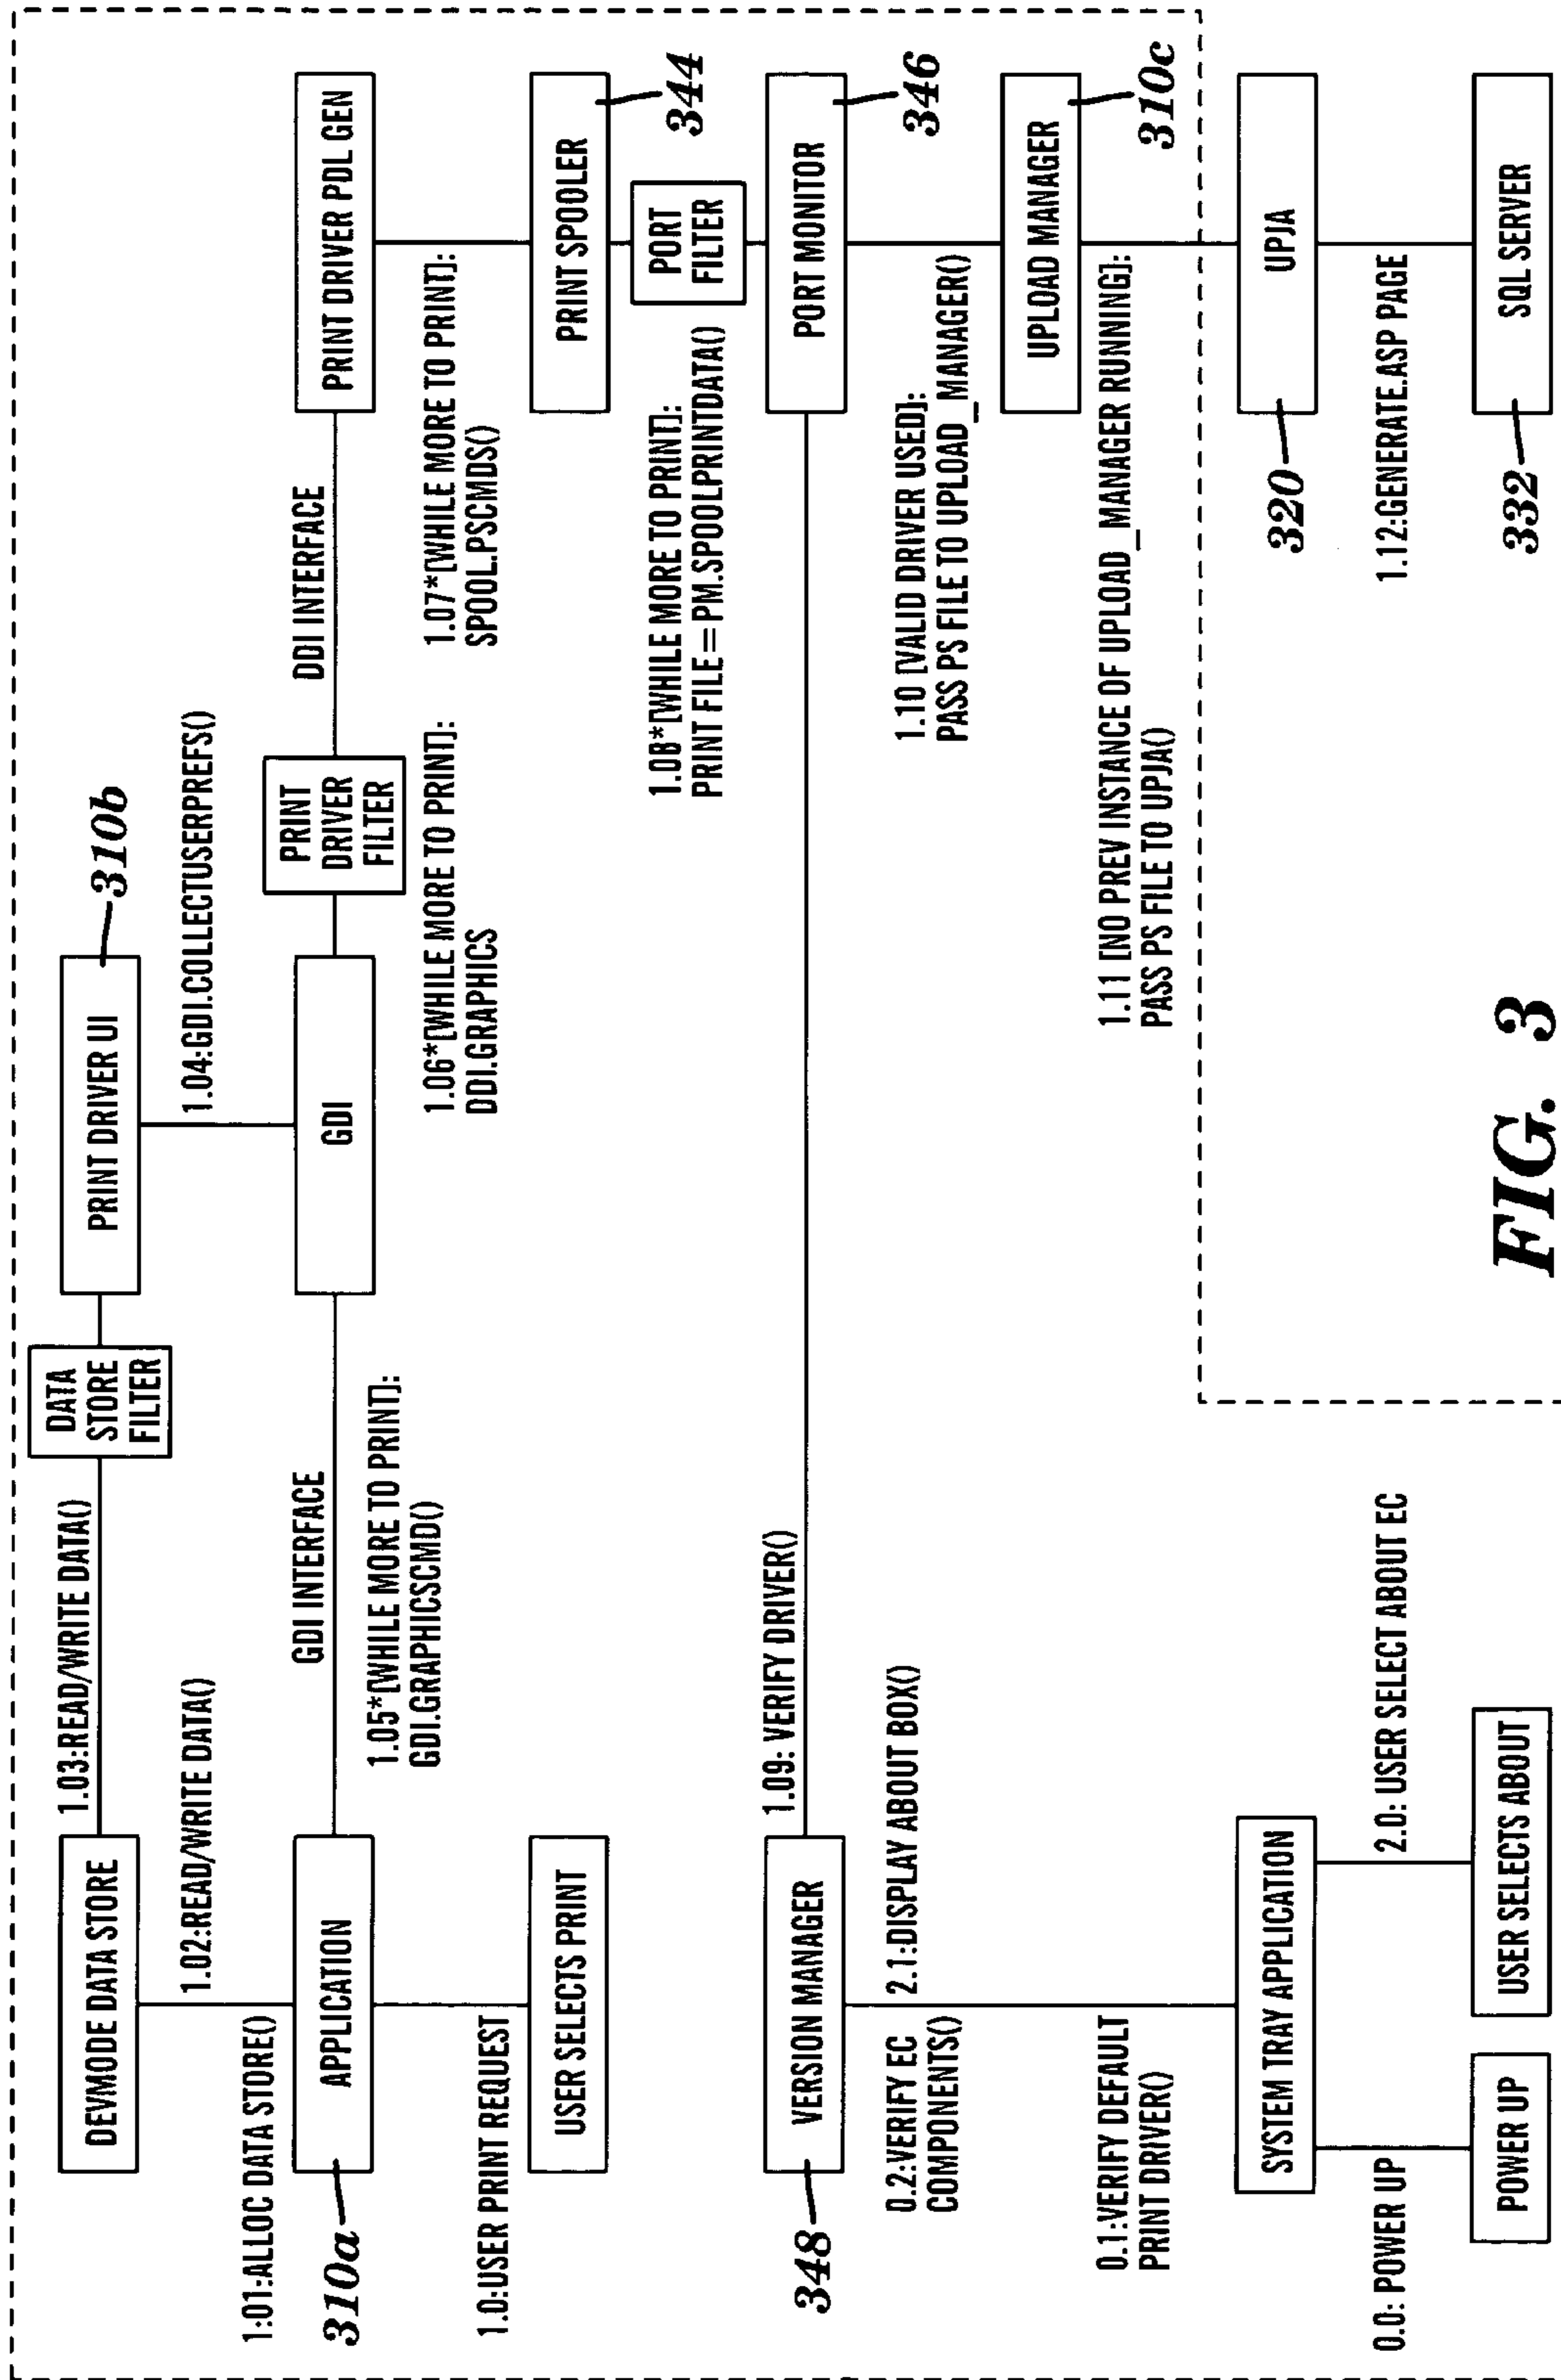 DEVMODE DATA STORE
1.03:READ/WRITE DATA()
DATA
STORE
FILTER
PRINT DRIVER UI
310b
1:01:ALLOC DATA STORE()
1.02:READ/WRITE DATA()
1.04:GDI.COLLECTUSERPREFS()
310a
APPLICATION
GDI INTERFACE
GDI
PRINT
DRIVER
FILTER
DDI INTERFACE
PRINT DRIVER PDL GEN
1.05*[WHILE MORE TO PRINT]:
GDI.GRAPHICSCMD()
1.06*[WHILE MORE TO PRINT]:
DDI.GRAPHICS
1.07*[WHILE MORE TO PRINT]:
SPOOL.PSCMDS()
1.0:USER PRINT REQUEST
USER SELECTS PRINT
PRINT SPOOLER
344
1.08*[WHILE MORE TO PRINT]:
PRINT FILE=PM.SPOOLPRINTDATA()
PORT
FILTER
348
VERSION MANAGER
1.09: VERIFY DRIVER()
PORT MONITOR
346
0.2:VERIFY EC
COMPONENTS()
2.1:DISPLAY ABOUT BOX()
1.10 [VALID DRIVER USED]:
PASS PS FILE TO UPLOAD_MANAGER()
UPLOAD MANAGER
310c
0.1:VERIFY DEFAULT
PRINT DRIVER()
1.11 [NO PREV INSTANCE OF UPLOAD_MANAGER RUNNING]:
PASS PS FILE TO UPJA()
SYSTEM TRAY APPLICATION
320
UPJA
0.0: POWER UP
2.0: USER SELECT ABOUT EC
1.12:GENERATE.ASP PAGE
POWER UP
USER SELECTS ABOUT
332
SQL SERVER
FIG. 3